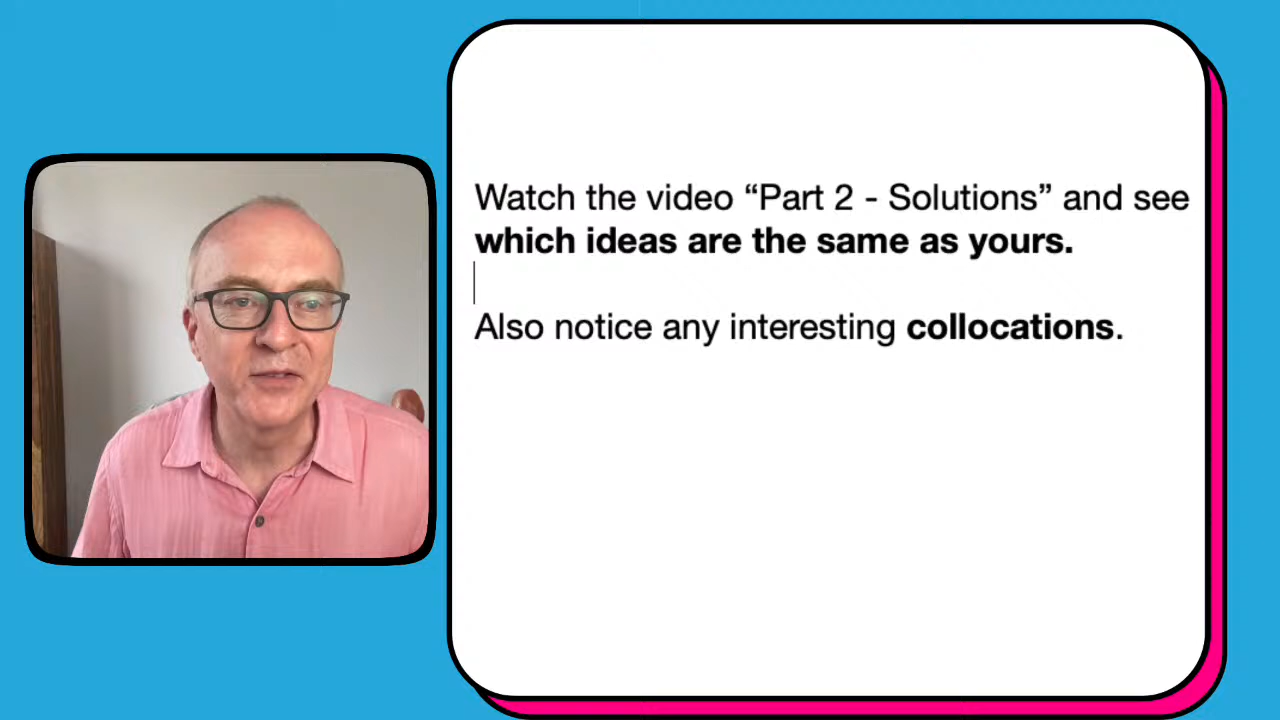 Watch the video “Part 2 - Solutions” and see
which ideas are the same as yours.
Also notice any interesting collocations.